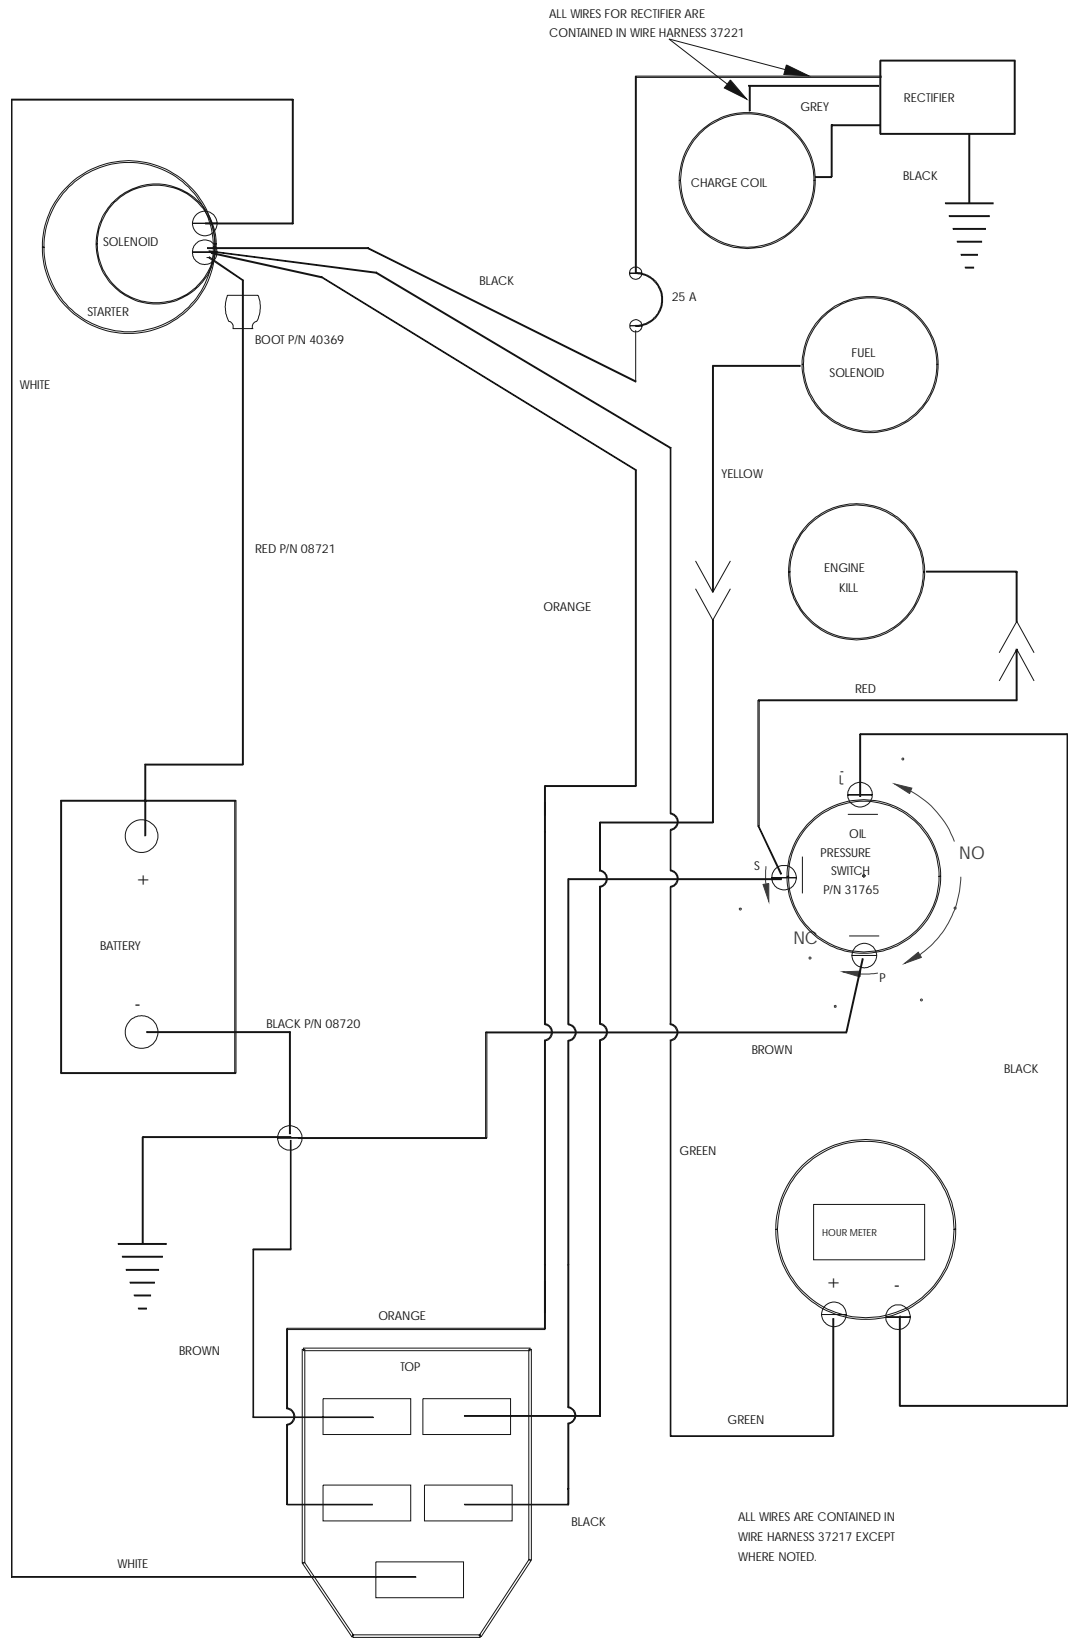 ALL WIRES FOR RECTIFIER ARE
CONTAINED IN WIRE HARNESS 37221
RECTIFIER
GREY
CHARGE COIL
BLACK
SOLENOID
STARTER
BLACK
25 A
BOOT P/N 40369
FUEL
SOLENOID
WHITE
YELLOW
RED P/N 08721
ENGINE
KILL
ORANGE
RED
L
OIL
PRESSURE
SWITCH
P/N 31765
NO
S
NC
P
+
BATTERY
-
BLACK P/N 08720
BROWN
BLACK
GREEN
HOUR METER
+ -
ORANGE
BROWN
TOP
GREEN
BLACK
WHITE
ALL WIRES ARE CONTAINED IN
WIRE HARNESS 37217 EXCEPT
WHERE NOTED.